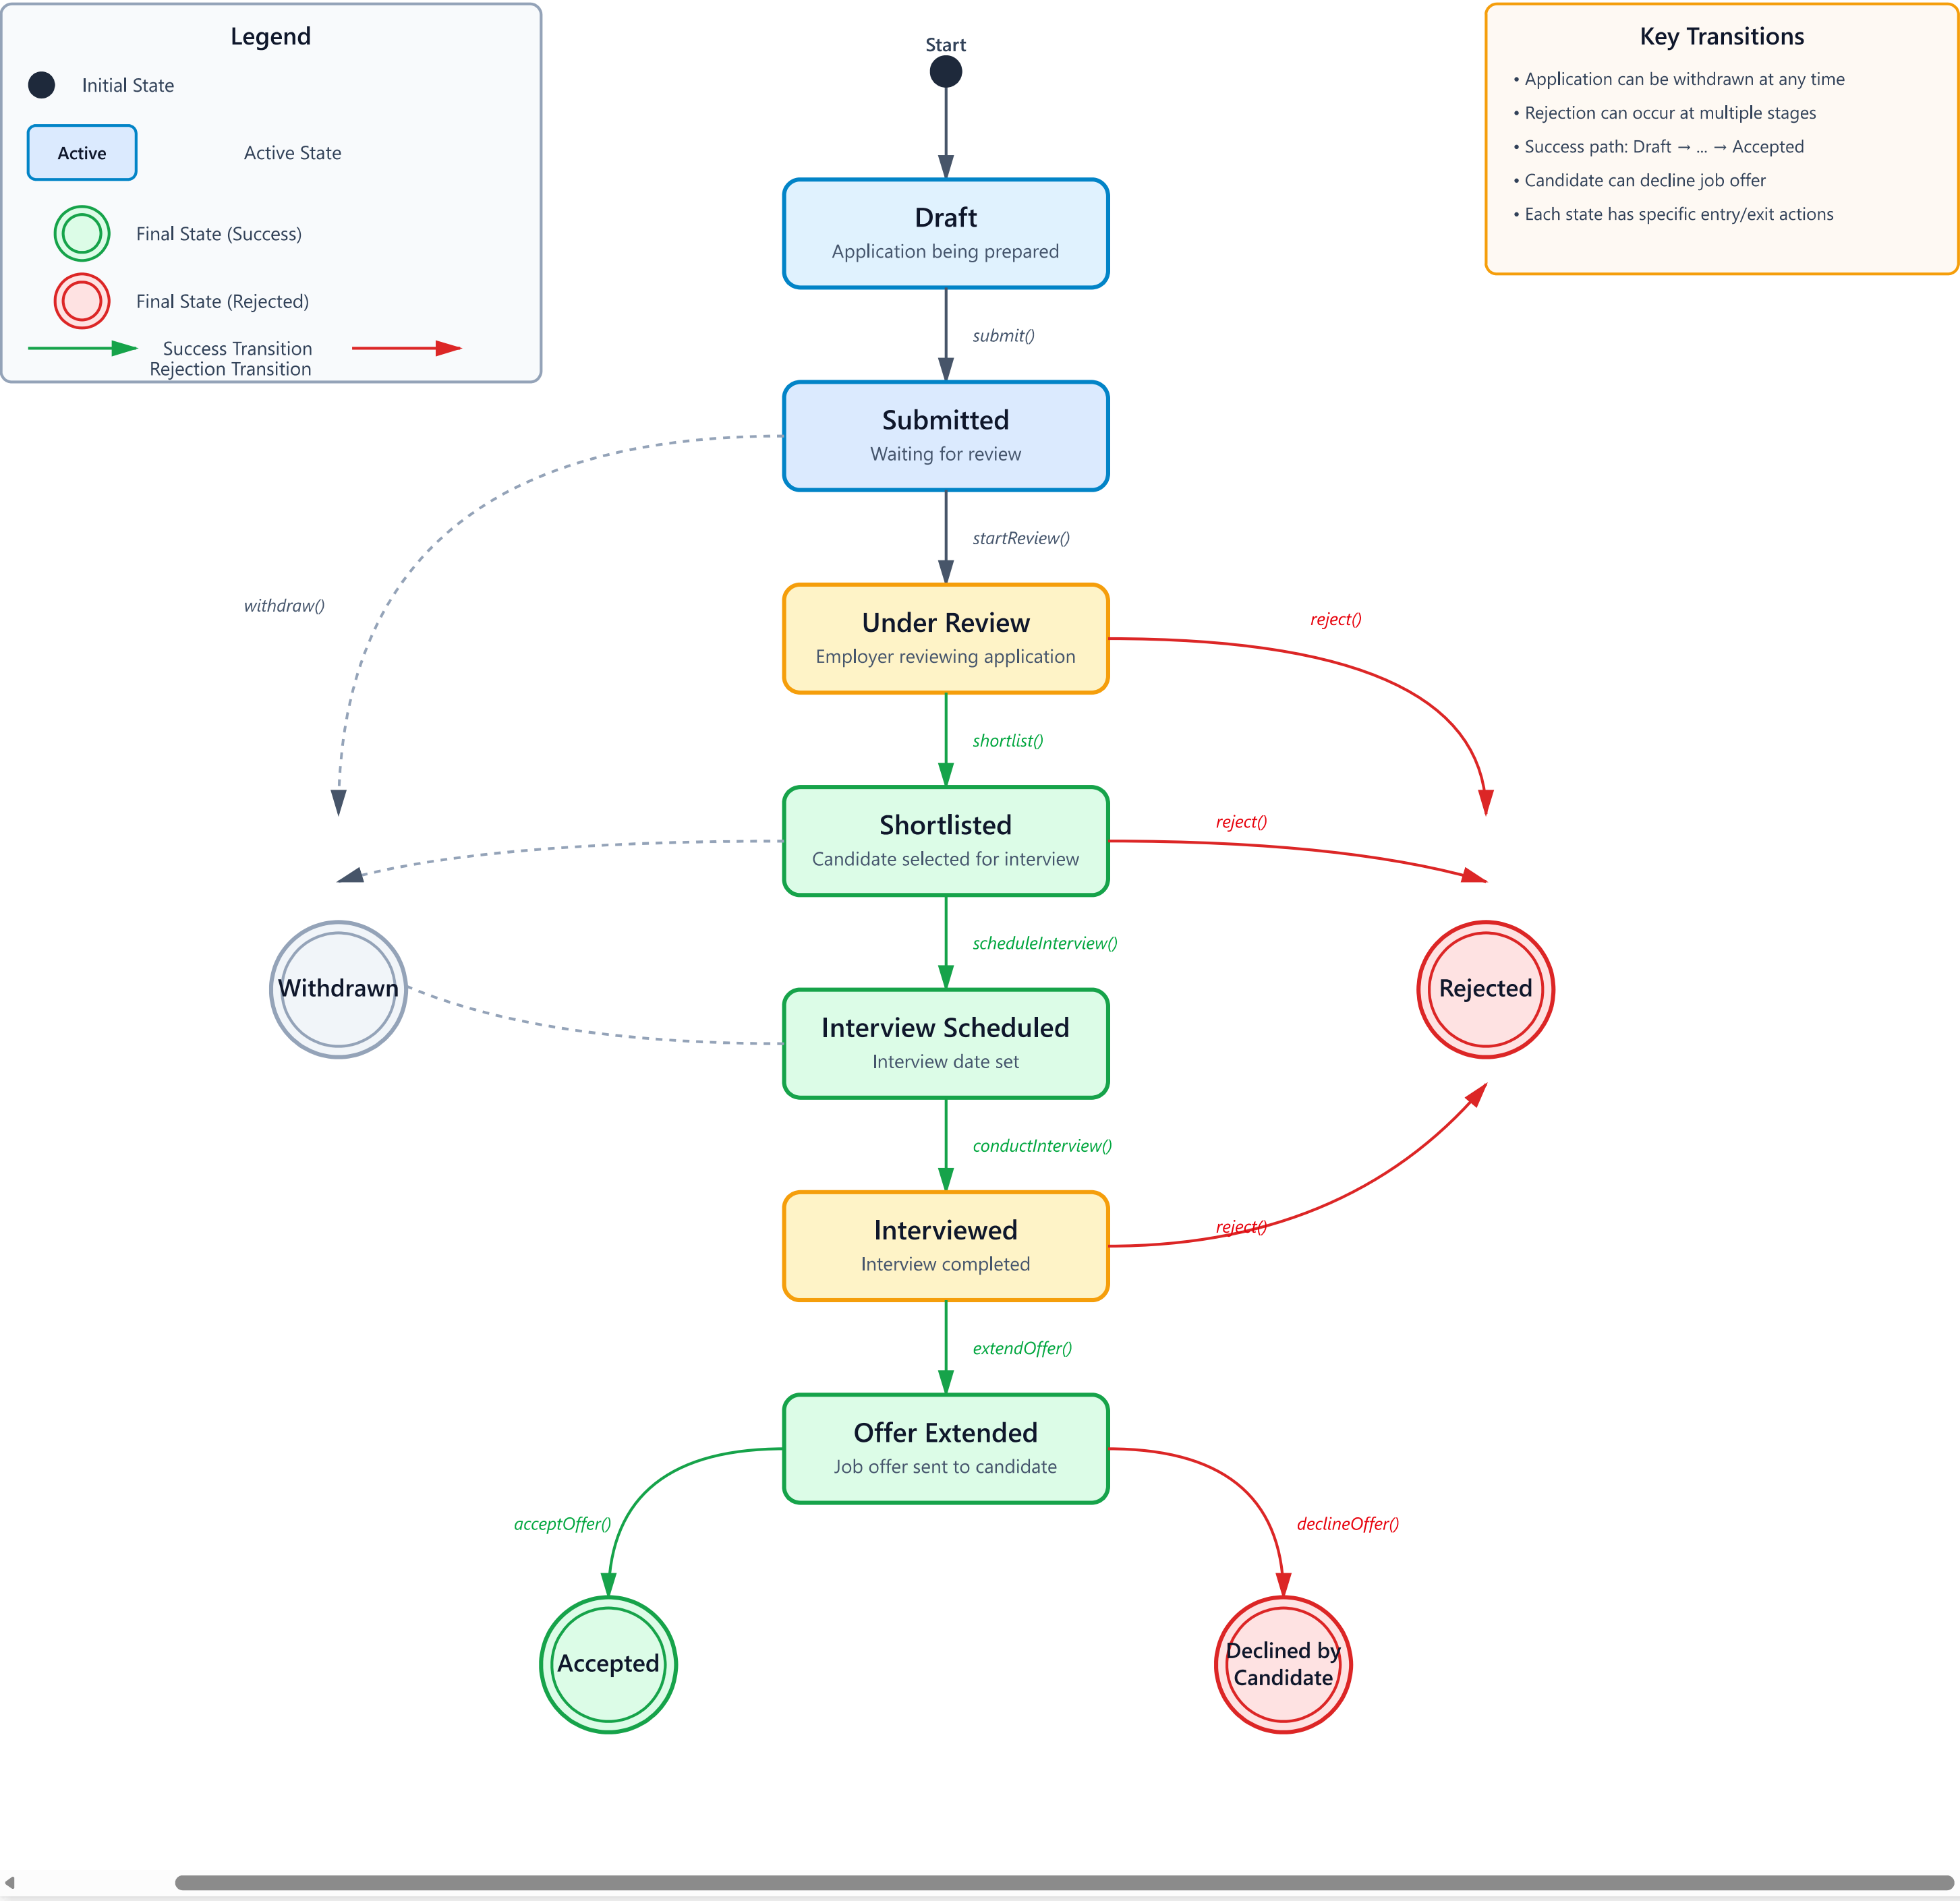 Legend
Initial State
Active
Active State
Final State (Success)
Final State (Rejected)
Success Transition
Rejection Transition
Key Transitions
• Application can be withdrawn at any time
• Rejection can occur at multiple stages
• Success path: Draft → ... → Accepted
• Candidate can decline job offer
• Each state has specific entry/exit actions
Start
Draft
Application being prepared
submit()
Submitted
Waiting for review
startReview()
withdraw()
Under Review
Employer reviewing application
reject()
shortlist()
Shortlisted
Candidate selected for interview
reject()
scheduleInterview()
Withdrawn
Rejected
Interview Scheduled
Interview date set
conductInterview()
Interviewed
Interview completed
reject()
extendOffer()
Offer Extended
Job offer sent to candidate
acceptOffer()
declineOffer()
Accepted
Declined by
Candidate